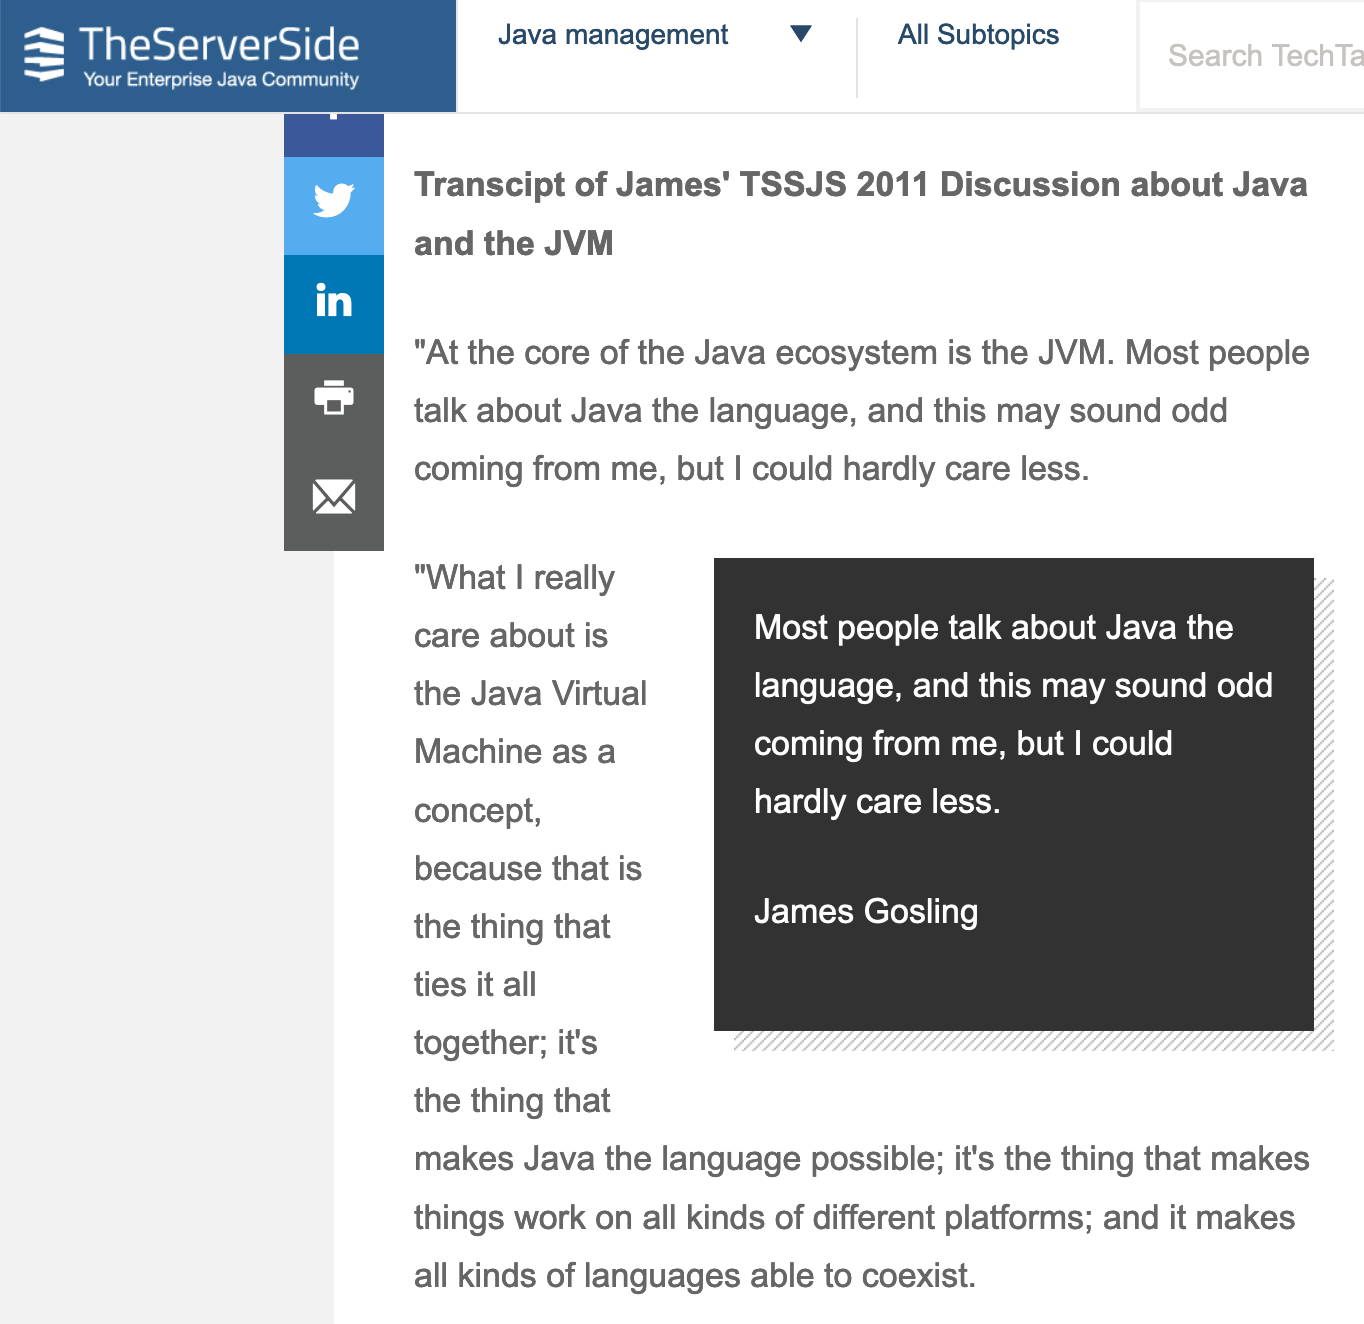 TheServerSide
Your Enterprise Java Community
Java management
All Subtopics
Search TechTa
Transcipt of James' TSSJS 2011 Discussion about Java
and the JVM
"At the core of the Java ecosystem is the JVM. Most people
talk about Java the language, and this may sound odd
coming from me, but I could hardly care less.
"What I really
care about is
the Java Virtual
Machine as a
concept,
because that is
the thing that
ties it all
together; it's
the thing that
makes Java the language possible; it's the thing that makes
things work on all kinds of different platforms; and it makes
all kinds of languages able to coexist.
Most people talk about Java the
language, and this may sound odd
coming from me, but I could
hardly care less.
James Gosling
in